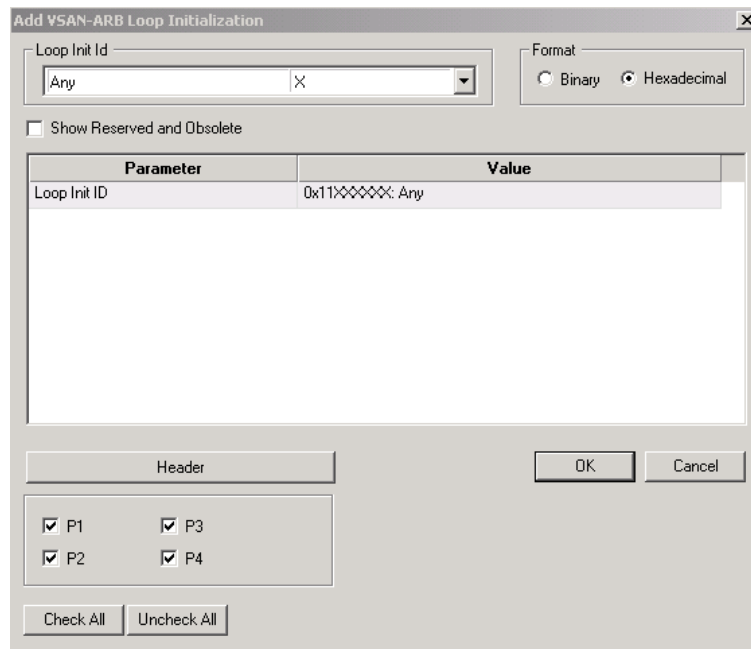 Add VSAN-ARB Loop Initialization
Loop Init Id
Any X
Format
Binary Hexadecimal
Show Reserved and Obsolete
Parameter Value
Loop Init ID 0x11XXXXXX: Any
Header OK Cancel
P1 P3
P2 P4
Check All Uncheck All